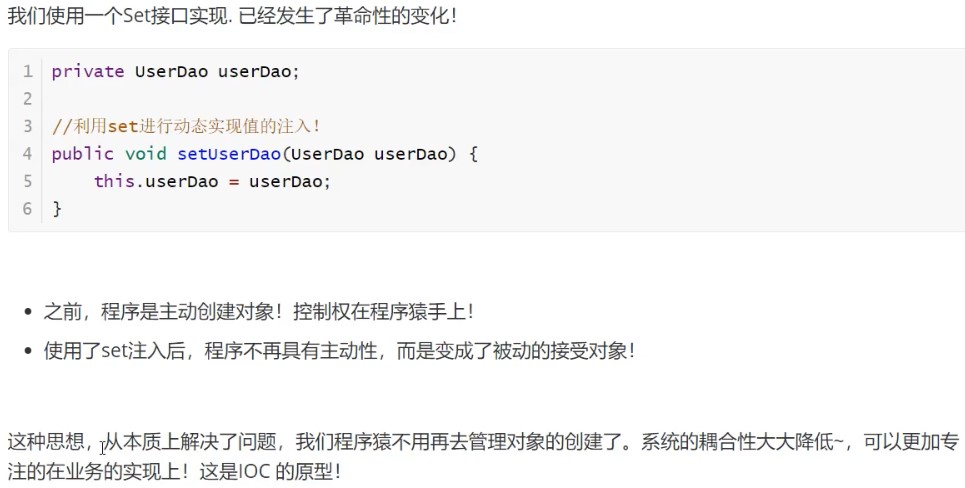 我们使用一个Set接口实现. 已经发生了革命性的变化！
1 private UserDao userDao;
2
3 //利用set进行动态实现值的注入！
4 public void setUserDao(UserDao userDao) {
5     this.userDao = userDao;
6 }
• 之前，程序是主动创建对象！控制权在程序猿手上！
• 使用了set注入后，程序不再具有主动性，而是变成了被动的接受对象！
这种思想，从本质上解决了问题，我们程序猿不用再去管理对象的创建了。系统的耦合性大大降低~，可以更加专
注的在业务的实现上！这是IOC 的原型！